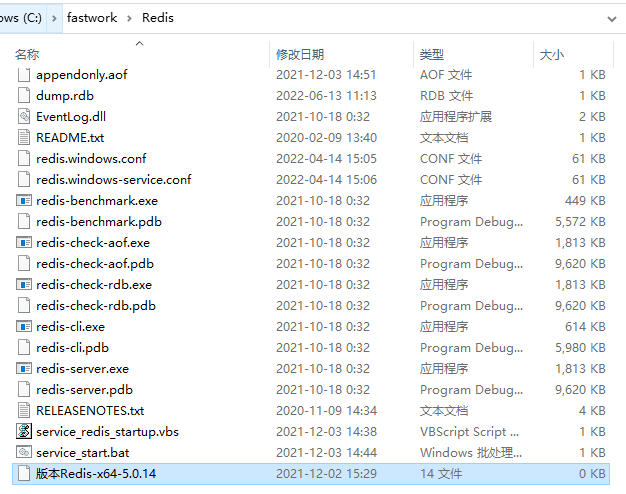 ows (C:) > fastwork > Redis
名称 修改日期 类型 大小
appendonly.aof 2021-12-03 14:51 AOF 文件 1 KB
dump.rdb 2022-06-13 11:13 RDB 文件 1 KB
EventLog.dll 2021-10-18 0:32 应用程序扩展 2 KB
README.txt 2020-02-09 13:40 文本文档 1 KB
redis.windows.conf 2022-04-14 15:05 CONF 文件 61 KB
redis.windows-service.conf 2022-04-14 15:06 CONF 文件 61 KB
redis-benchmark.exe 2021-10-18 0:32 应用程序 449 KB
redis-benchmark.pdb 2021-10-18 0:32 Program Debug... 5,572 KB
redis-check-aof.exe 2021-10-18 0:32 应用程序 1,813 KB
redis-check-aof.pdb 2021-10-18 0:32 Program Debug... 9,620 KB
redis-check-rdb.exe 2021-10-18 0:32 应用程序 1,813 KB
redis-check-rdb.pdb 2021-10-18 0:32 Program Debug... 9,620 KB
redis-cli.exe 2021-10-18 0:32 应用程序 614 KB
redis-cli.pdb 2021-10-18 0:32 Program Debug... 5,980 KB
redis-server.exe 2021-10-18 0:32 应用程序 1,813 KB
redis-server.pdb 2021-10-18 0:32 Program Debug... 9,620 KB
RELEASENOTES.txt 2020-11-09 14:34 文本文档 4 KB
service_redis_startup.vbs 2021-12-03 14:38 VBScript Script ... 1 KB
service_start.bat 2021-12-03 14:44 Windows 批处理... 1 KB
版本Redis-x64-5.0.14 2021-12-02 15:29 14 文件 0 KB